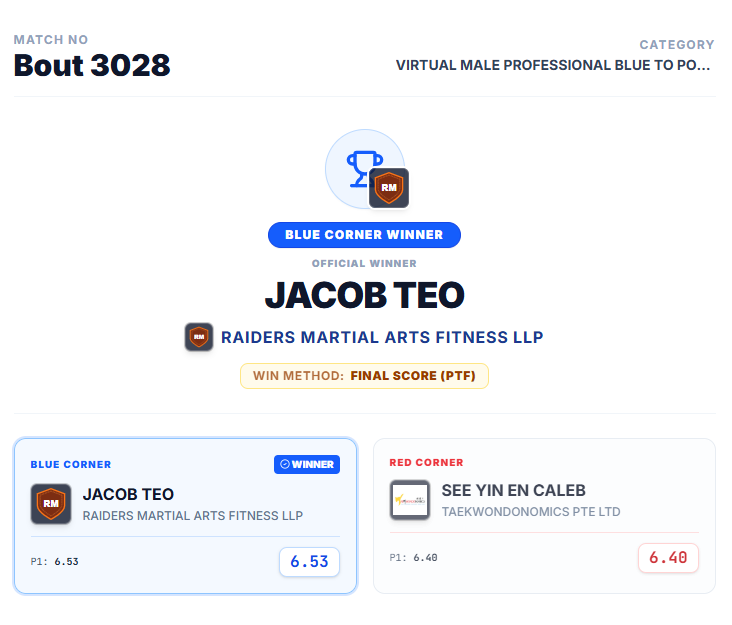 MATCH NO
Bout 3028
CATEGORY
VIRTUAL MALE PROFESSIONAL BLUE TO PO...
RM
BLUE CORNER WINNER
OFFICIAL WINNER
JACOB TEO
RM
RAIDERS MARTIAL ARTS FITNESS LLP
WIN METHOD: FINAL SCORE (PTF)
BLUE CORNER
WINNER
RM
JACOB TEO
RAIDERS MARTIAL ARTS FITNESS LLP
P1: 6.53
6.53
RED CORNER
SEE YIN EN CALEB
TAEKWONDONOMICS PTE LTD
P1: 6.40
6.40